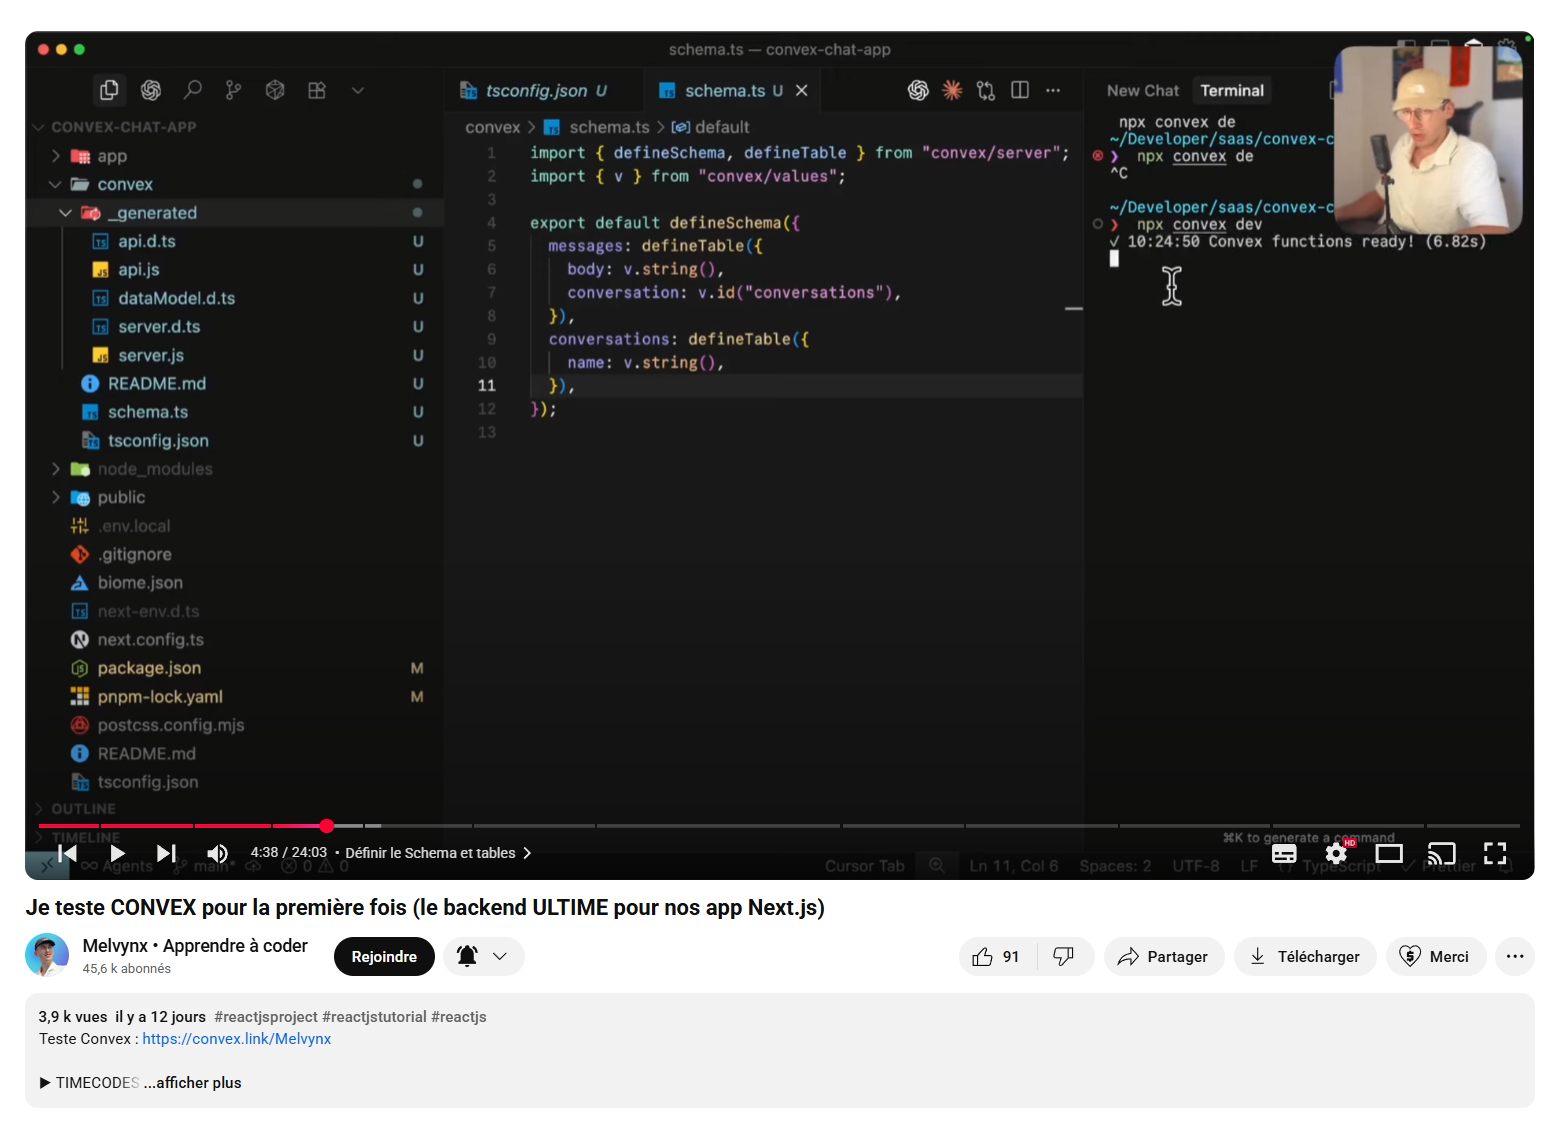 schema.ts — convex-chat-app
CONVEX-CHAT-APP
app
convex
_generated
api.d.ts U
api.js U
dataModel.d.ts U
server.d.ts U
server.js U
README.md U
schema.ts U
tsconfig.json U
node_modules
public
.env.local
.gitignore
biome.json
next-env.d.ts
next.config.ts
package.json M
pnpm-lock.yaml M
postcss.config.mjs
README.md
tsconfig.json
OUTLINE
TIMELINE
tsconfig.json U
schema.ts U
convex > schema.ts > default
1 import { defineSchema, defineTable } from "convex/server";
2 import { v } from "convex/values";
3
4 export default defineSchema({
5 messages: defineTable({
6 body: v.string(),
7 conversation: v.id("conversations"),
8 }),
9 conversations: defineTable({
10 name: v.string(),
11 }),
12 });
13
New Chat Terminal
npx convex de
~/Developer/saas/convex-c
❯ npx convex de
^C
~/Developer/saas/convex-c
❯ npx convex dev
✓ 10:24:50 Convex functions ready! (6.82s)
⌘K to generate a command
Agents main* 0 0
Cursor Tab Ln 11, Col 6 Spaces: 2 UTF-8 LF TypeScript Prettier
4:38 / 24:03 • Définir le Schema et tables
HD
Je teste CONVEX pour la première fois (le backend ULTIME pour nos app Next.js)
Melvynx • Apprendre à coder
45,6 k abonnés
Rejoindre
91
Partager
Télécharger
Merci
3,9 k vues il y a 12 jours #reactjsproject #reactjstutorial #reactjs
Teste Convex : https://convex.link/Melvynx
▶ TIMECODES ...afficher plus